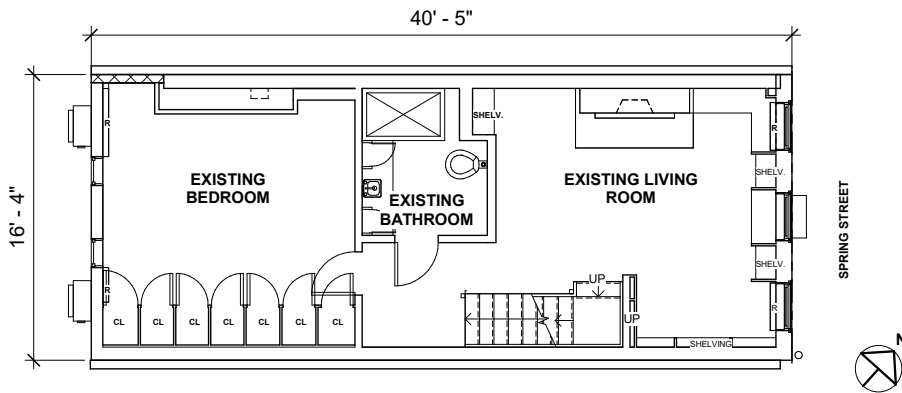 40' - 5"
16' - 4"
R
SHELV.
R
EXISTING
BEDROOM
EXISTING
BATHROOM
EXISTING LIVING
ROOM
SHELV.
SPRING STREET
SHELV.
R
UP
UP
R
CL
CL
CL
CL
CL
CL
CL
SHELVING
N